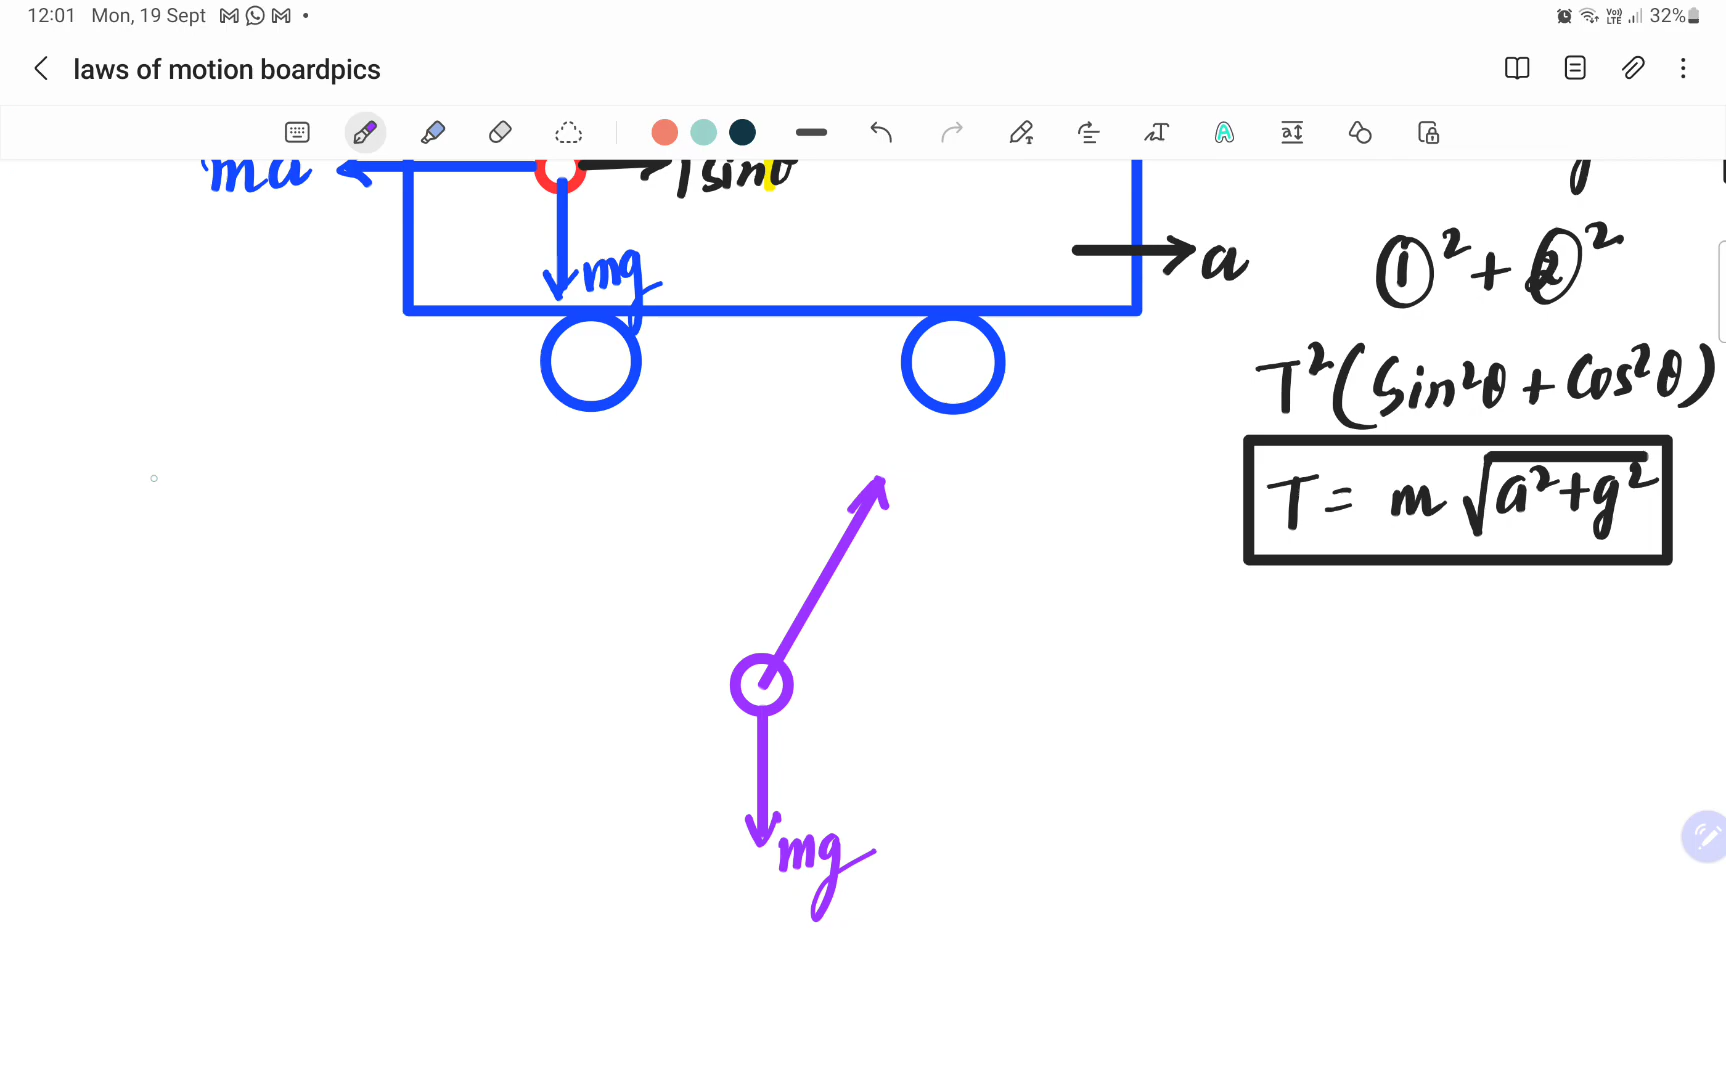 12:01 Mon, 19 Sept 32%
laws of motion boardpics
ma Tsinθ
mg
a
①² + ②²
T²(Sin²θ + Cos²θ)
T = m √a²+g²
mg